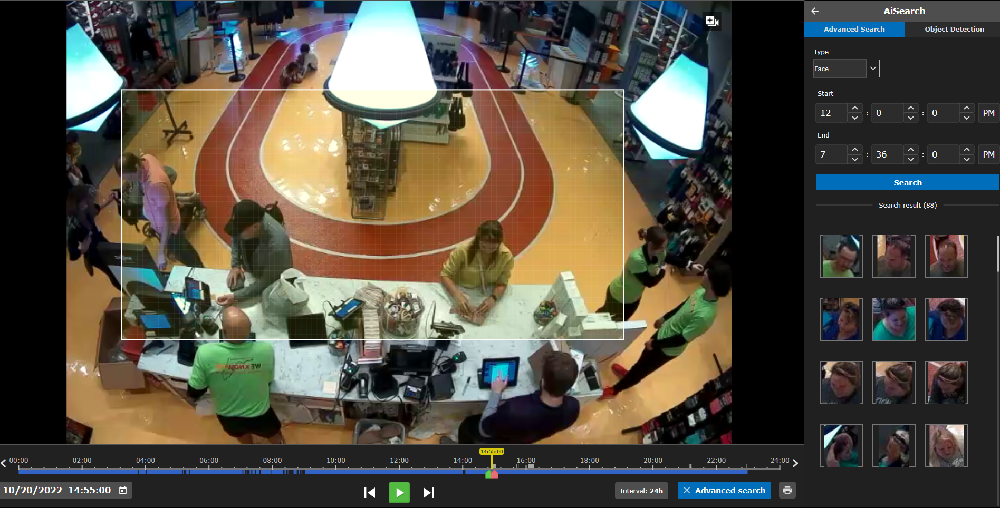 AiSearch
Advanced Search
Object Detection
Type
Face
Start
12 : 0 : 0 PM
End
7 : 36 : 0 PM
Search
Search result (88)
WE KNOW
14:55:00
00:00 02:00 04:00 06:00 08:00 10:00 12:00 14:00 16:00 18:00 20:00 22:00 24:00
10/20/2022 14:55:00
Interval: 24h
Advanced search